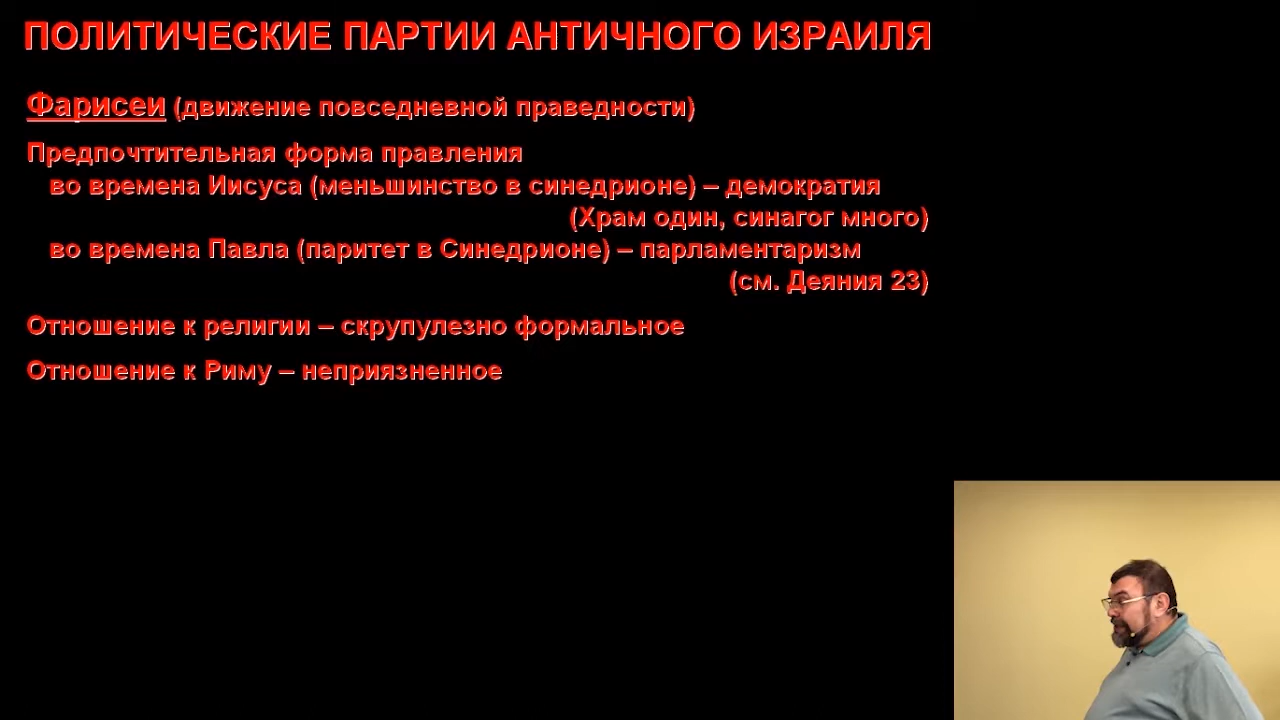 ПОЛИТИЧЕСКИЕ ПАРТИИ АНТИЧНОГО ИЗРАИЛЯ
Фарисеи (движение повседневной праведности)
Предпочтительная форма правления
во времена Иисуса (меньшинство в синедрионе) – демократия
(Храм один, синагог много)
во времена Павла (паритет в Синедрионе) – парламентаризм
(см. Деяния 23)
Отношение к религии – скрупулезно формальное
Отношение к Риму – неприязненное